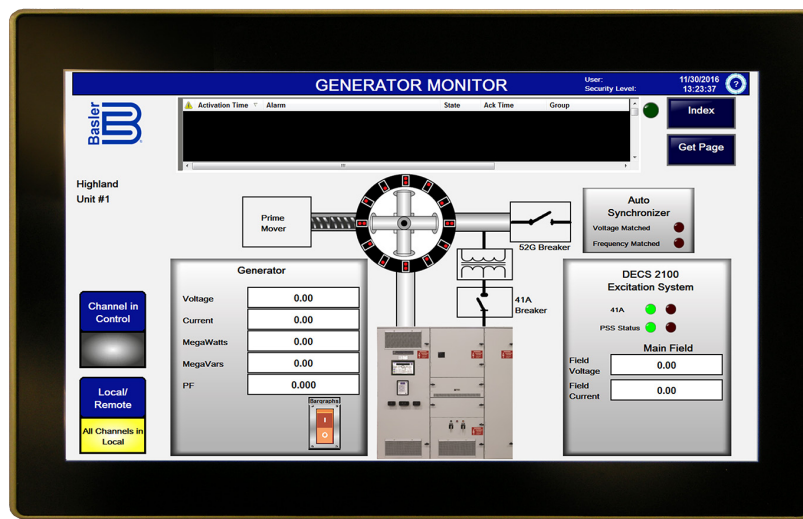 GENERATOR MONITOR
User:
Security Level:
11/30/2016
13:23:37
?
Basler
Activation Time
Alarm
State
Ack Time
Group
Index
Get Page
Highland
Unit #1
Prime
Mover
52G Breaker
Auto
Synchronizer
Voltage Matched
Frequency Matched
41A
Breaker
Generator
Voltage
0.00
Current
0.00
MegaWatts
0.00
MegaVars
0.00
PF
0.000
Bargraphs
I
O
DECS 2100
Excitation System
41A
PSS Status
Main Field
Field
Voltage
0.00
Field
Current
0.00
Channel in
Control
Local/
Remote
All Channels in
Local